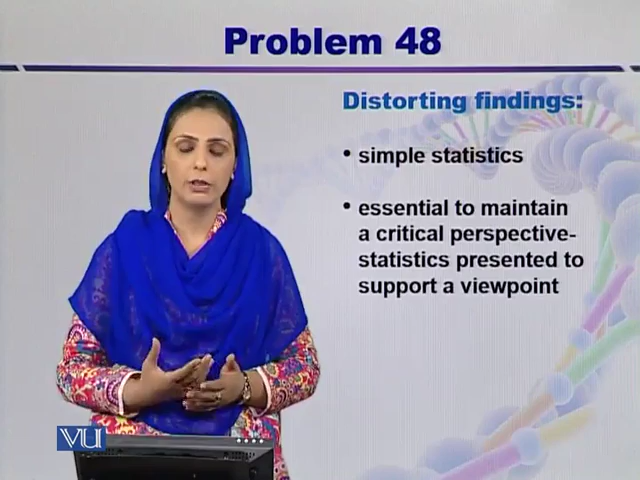 Problem 48
Distorting findings:
• simple statistics
• essential to maintain
a critical perspective-
statistics presented to
support a viewpoint
VU